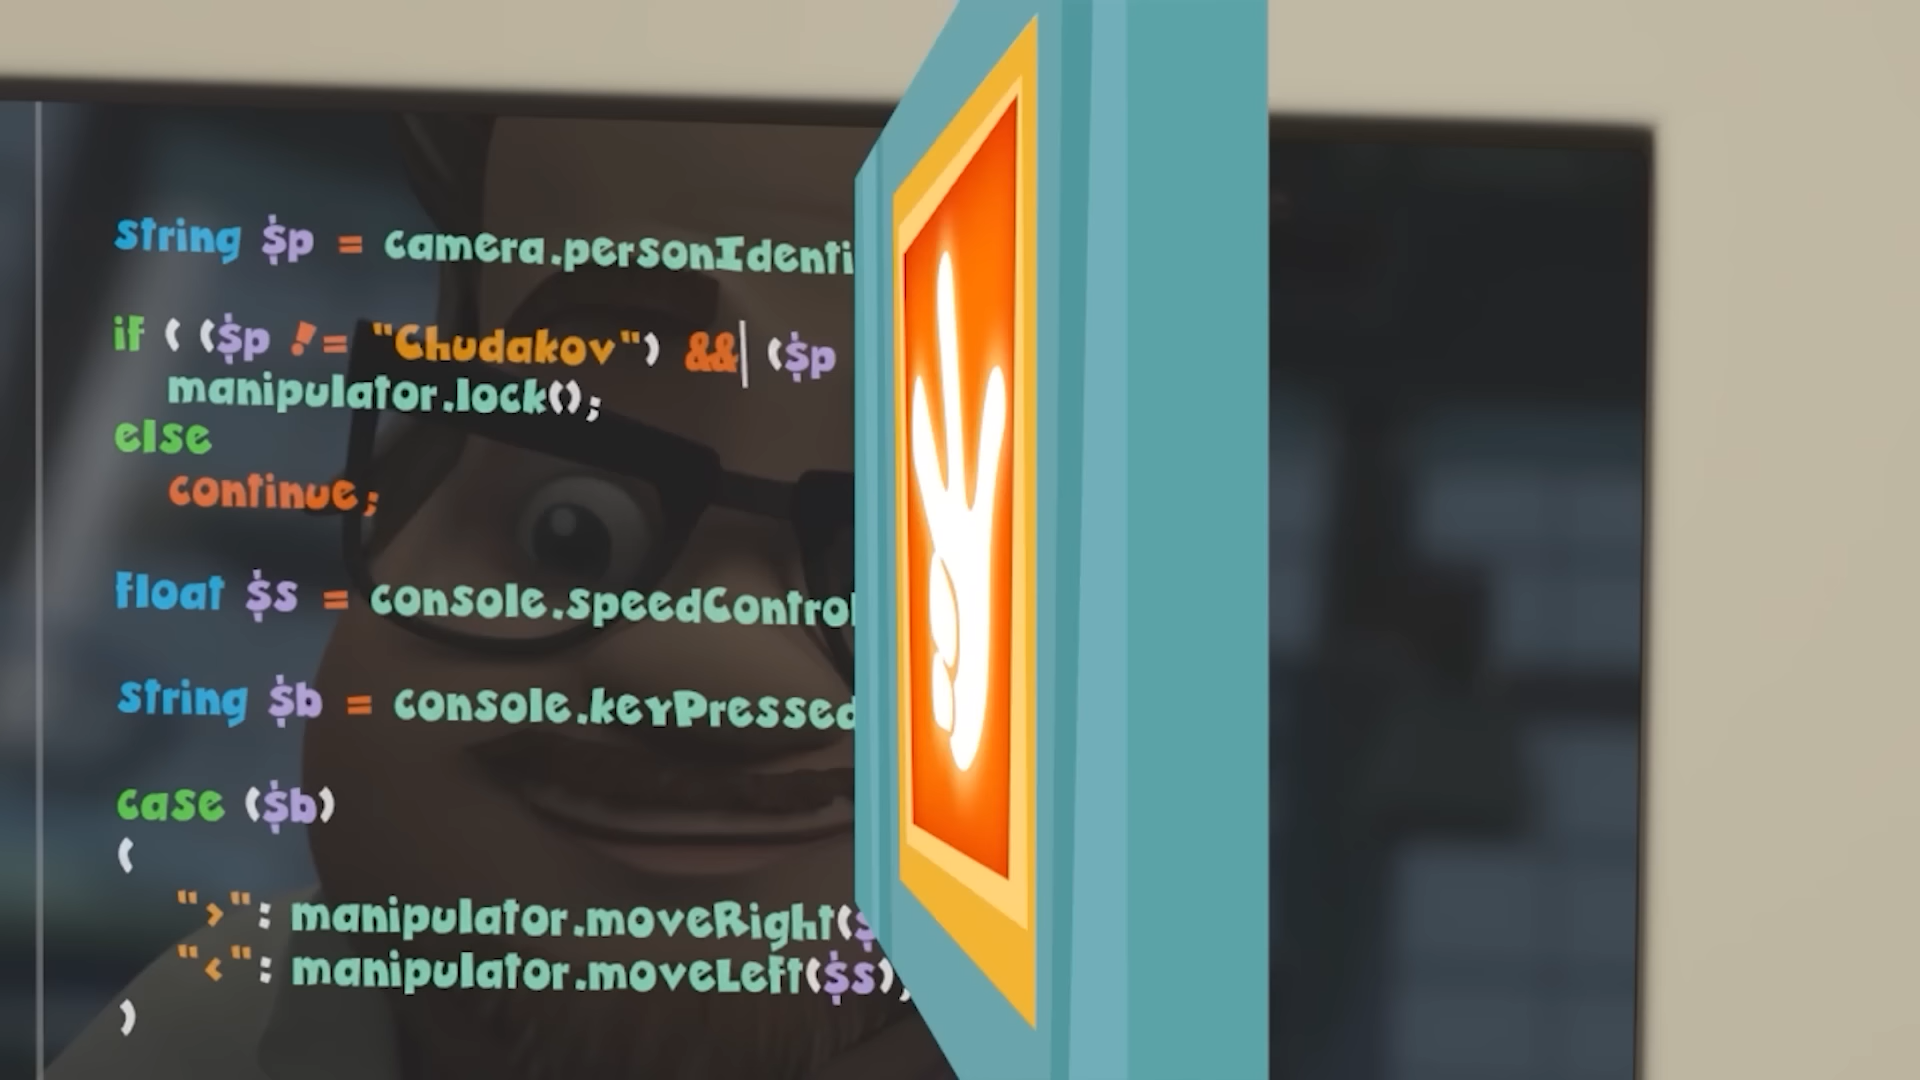 string $p = camera.personIdenti
if ( ($p != "Chudakov") && ($p
manipulator.lock();
else
continue;
float $s = console.speedControl
string $b = console.keyPressed
case ($b)
(
">": manipulator.moveRight($
"<": manipulator.moveLeft($s);
)